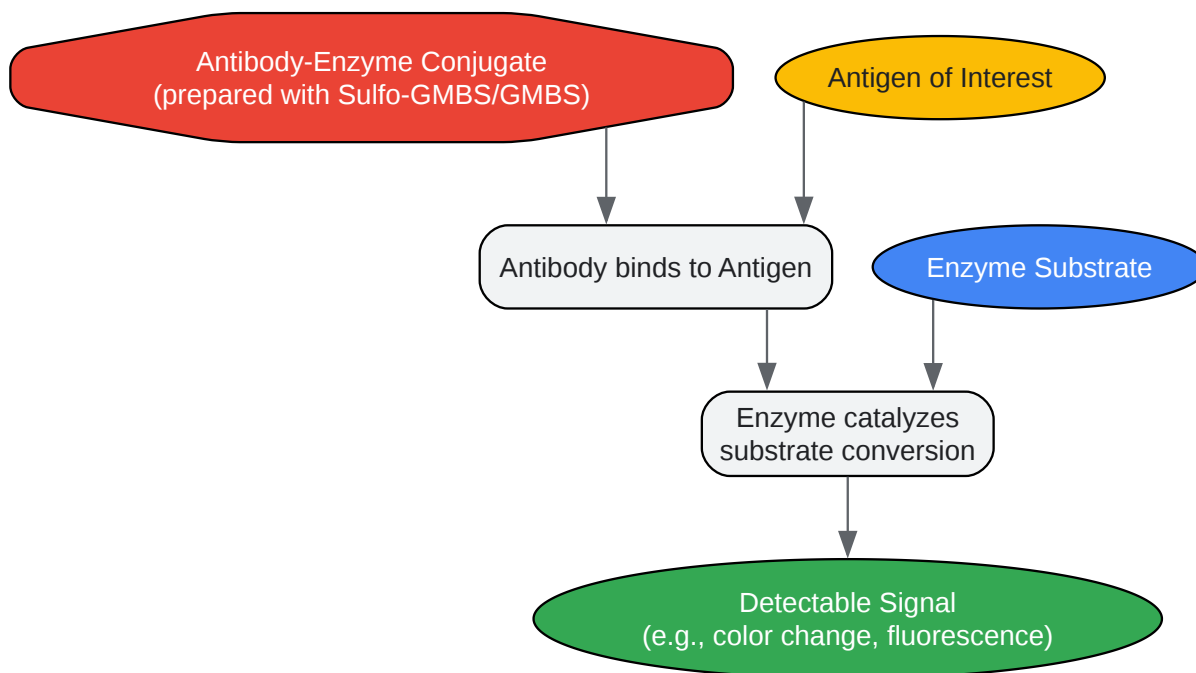 Antibody-Enzyme Conjugate
(prepared with Sulfo-GMBS/GMBS)
Antigen of Interest
Antibody binds to Antigen
Enzyme Substrate
Enzyme catalyzes
substrate conversion
Detectable Signal
(e.g., color change, fluorescence)